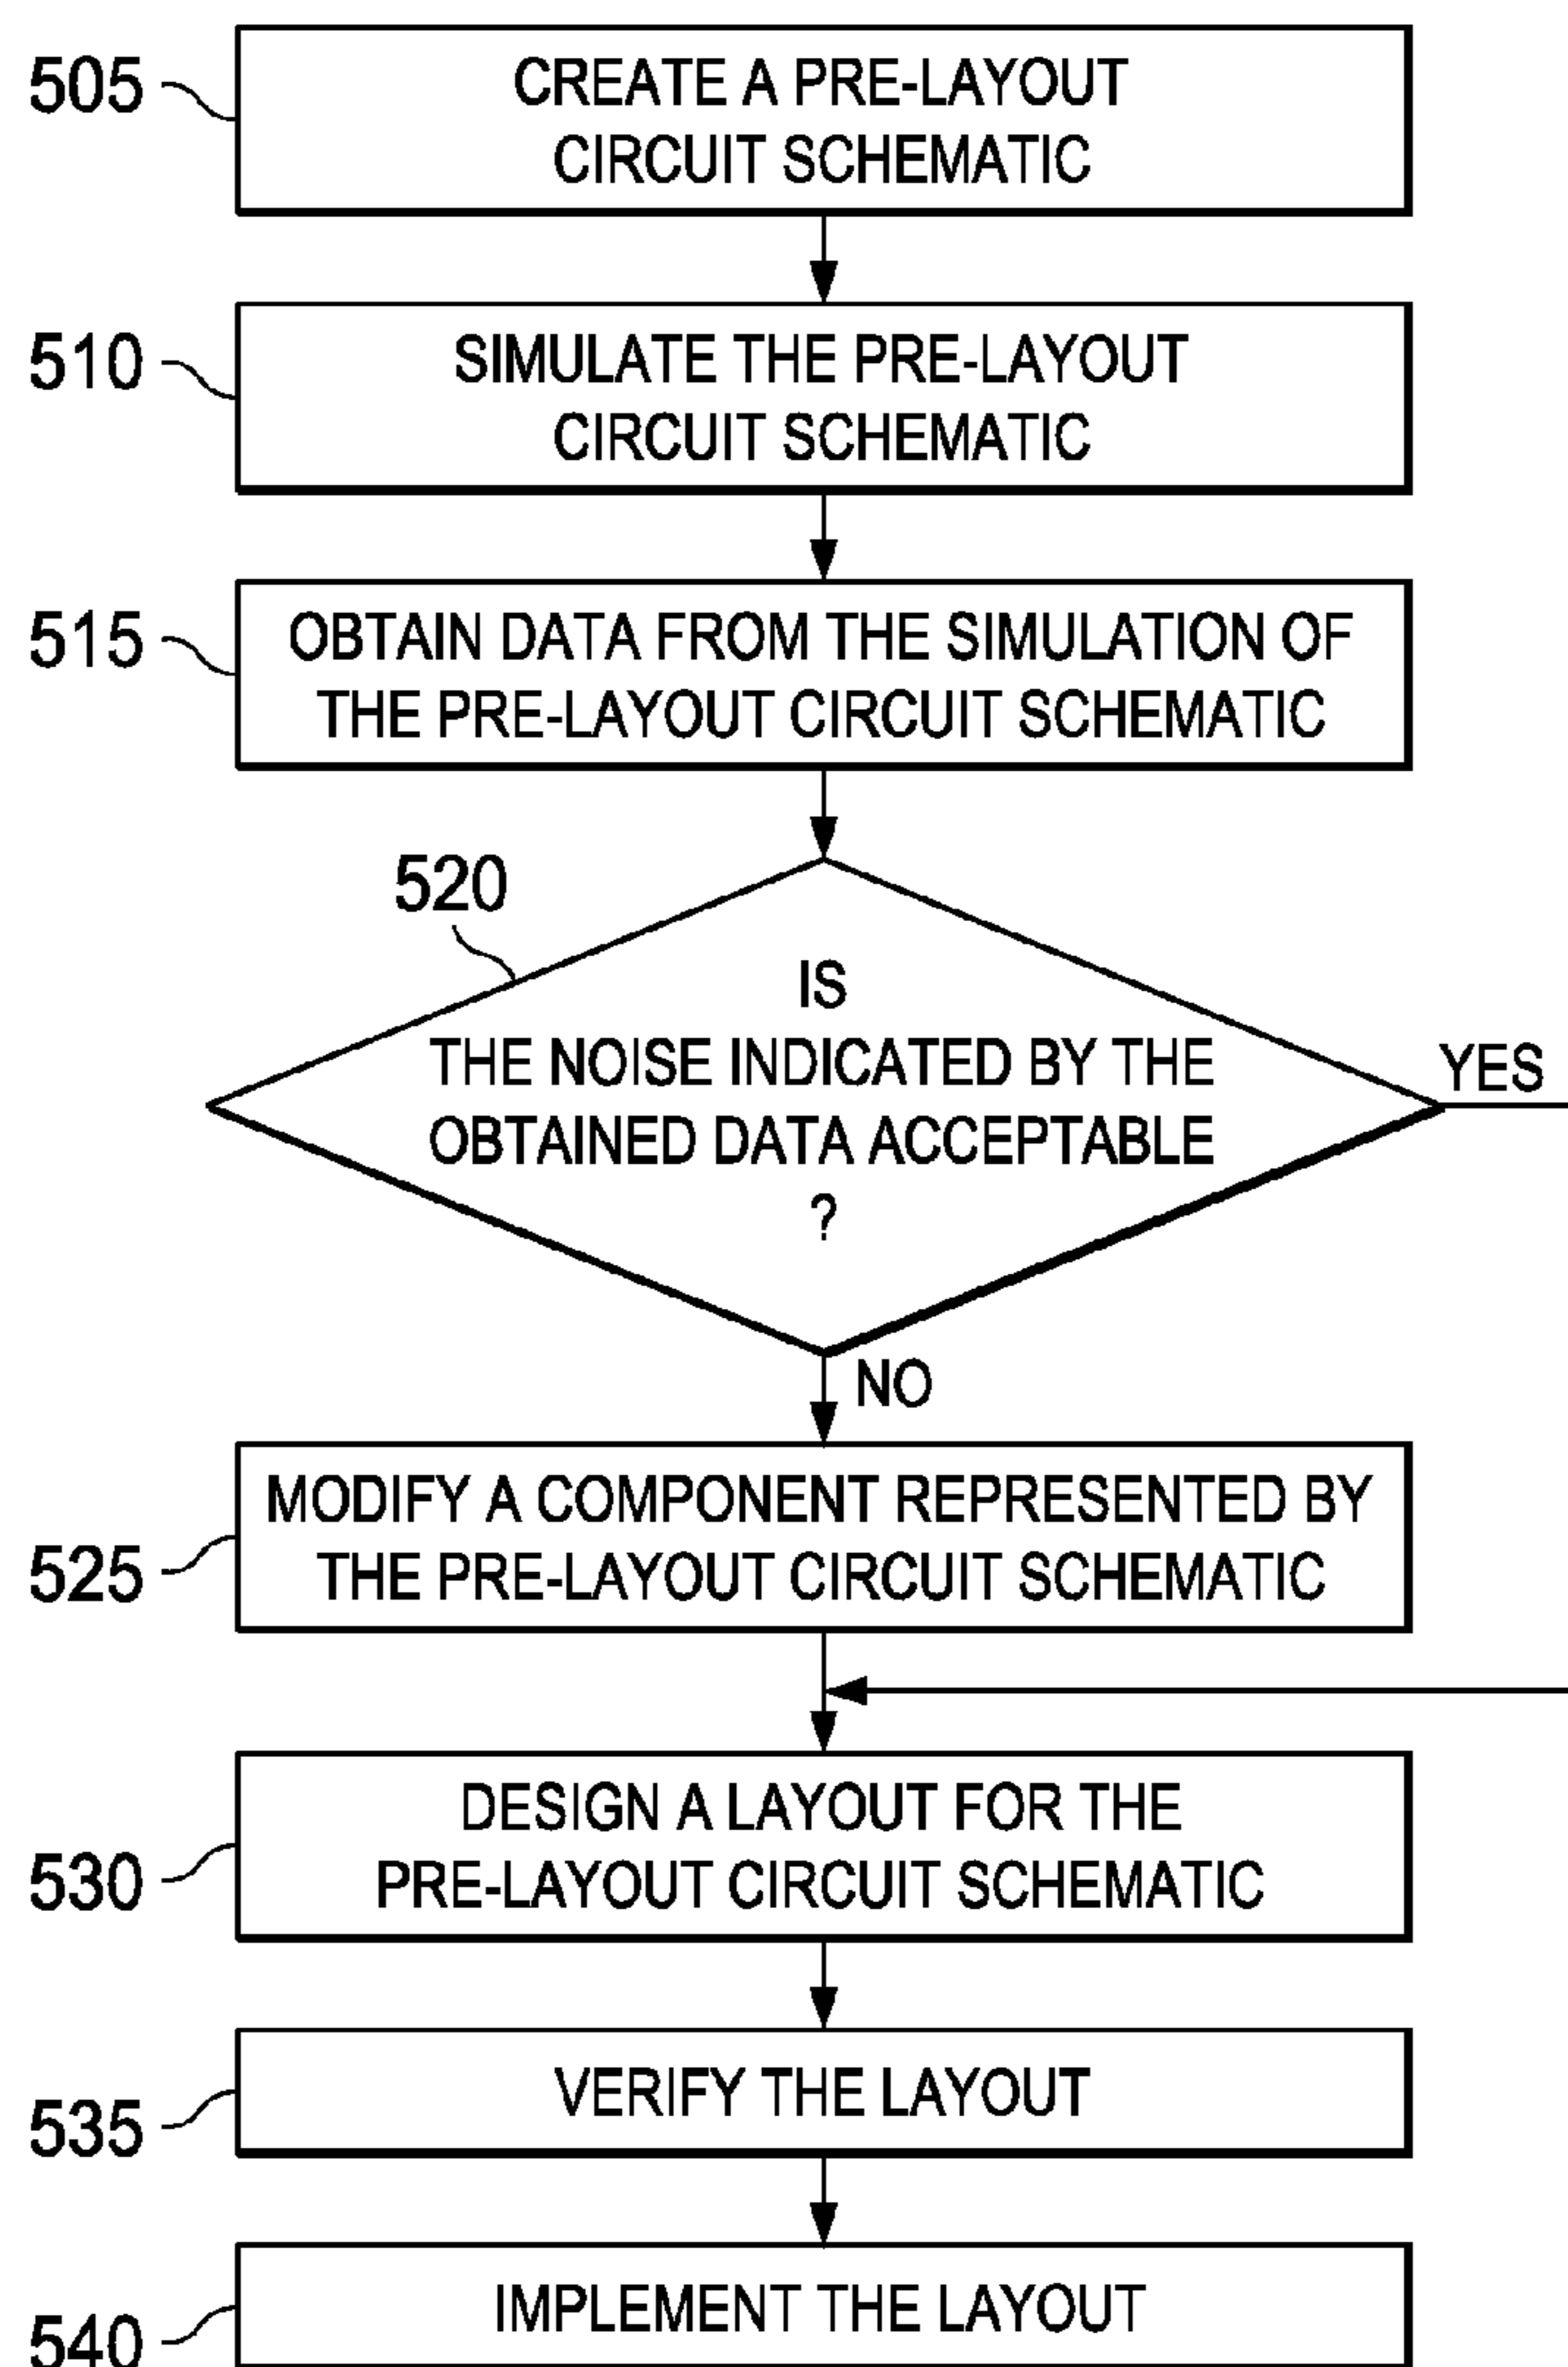 505
CREATE A PRE-LAYOUT
CIRCUIT SCHEMATIC
510
SIMULATE THE PRE-LAYOUT
CIRCUIT SCHEMATIC
515
OBTAIN DATA FROM THE SIMULATION OF
THE PRE-LAYOUT CIRCUIT SCHEMATIC
520
IS
THE NOISE INDICATED BY THE
OBTAINED DATA ACCEPTABLE
?
YES
NO
525
MODIFY A COMPONENT REPRESENTED BY
THE PRE-LAYOUT CIRCUIT SCHEMATIC
530
DESIGN A LAYOUT FOR THE
PRE-LAYOUT CIRCUIT SCHEMATIC
535
VERIFY THE LAYOUT
540
IMPLEMENT THE LAYOUT